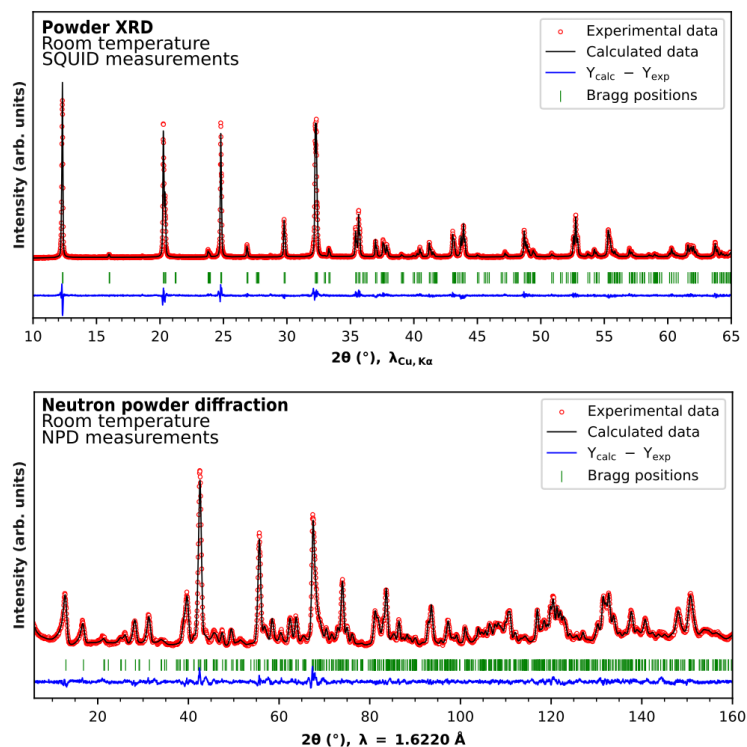 Powder XRD
Room temperature
SQUID measurements
Experimental data
Calculated data
Ycalc − Yexp
Bragg positions
Intensity (arb. units)
10 15 20 25 30 35 40 45 50 55 60 65
2θ (°), λCu, Kα
Neutron powder diffraction
Room temperature
NPD measurements
Experimental data
Calculated data
Ycalc − Yexp
Bragg positions
Intensity (arb. units)
20 40 60 80 100 120 140 160
2θ (°), λ = 1.6220 Å